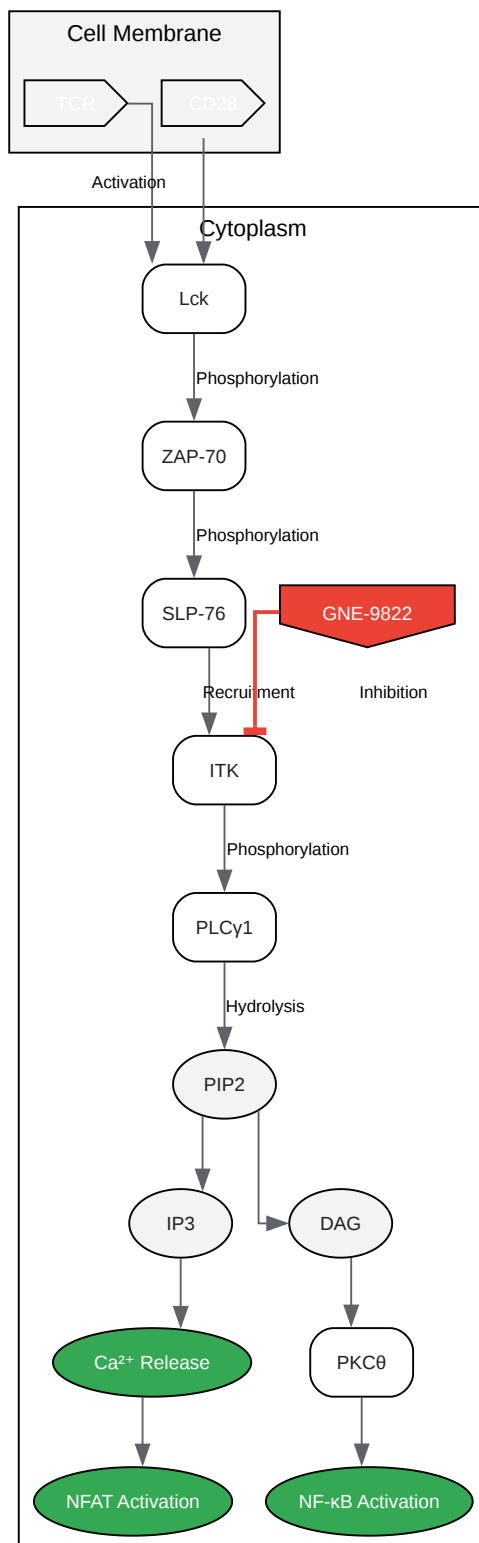 Cell Membrane
TCR
CD28
Activation
Cytoplasm
Lck
Phosphorylation
ZAP-70
Phosphorylation
SLP-76
GNE-9822
Recruitment
Inhibition
ITK
Phosphorylation
PLCγ1
Hydrolysis
PIP2
IP3
DAG
Ca²⁺ Release
PKCθ
NFAT Activation
NF-κB Activation